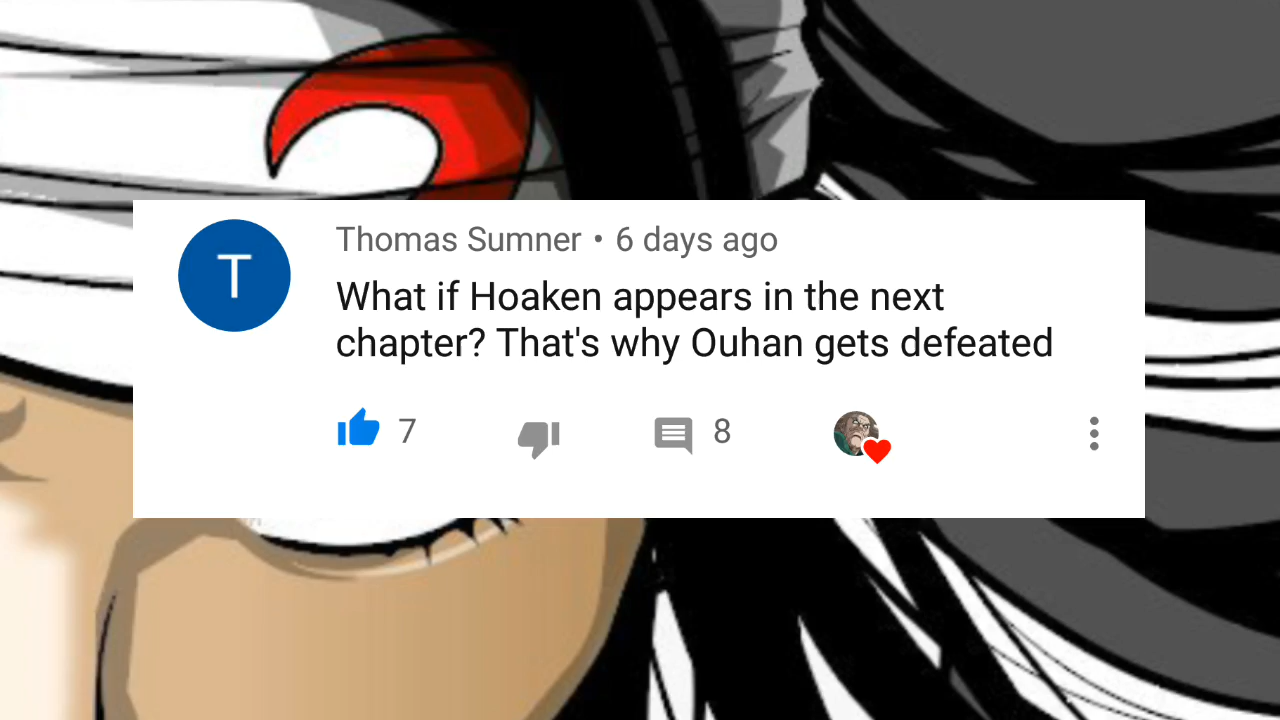 T
Thomas Sumner • 6 days ago
What if Hoaken appears in the next
chapter? That's why Ouhan gets defeated
7 8